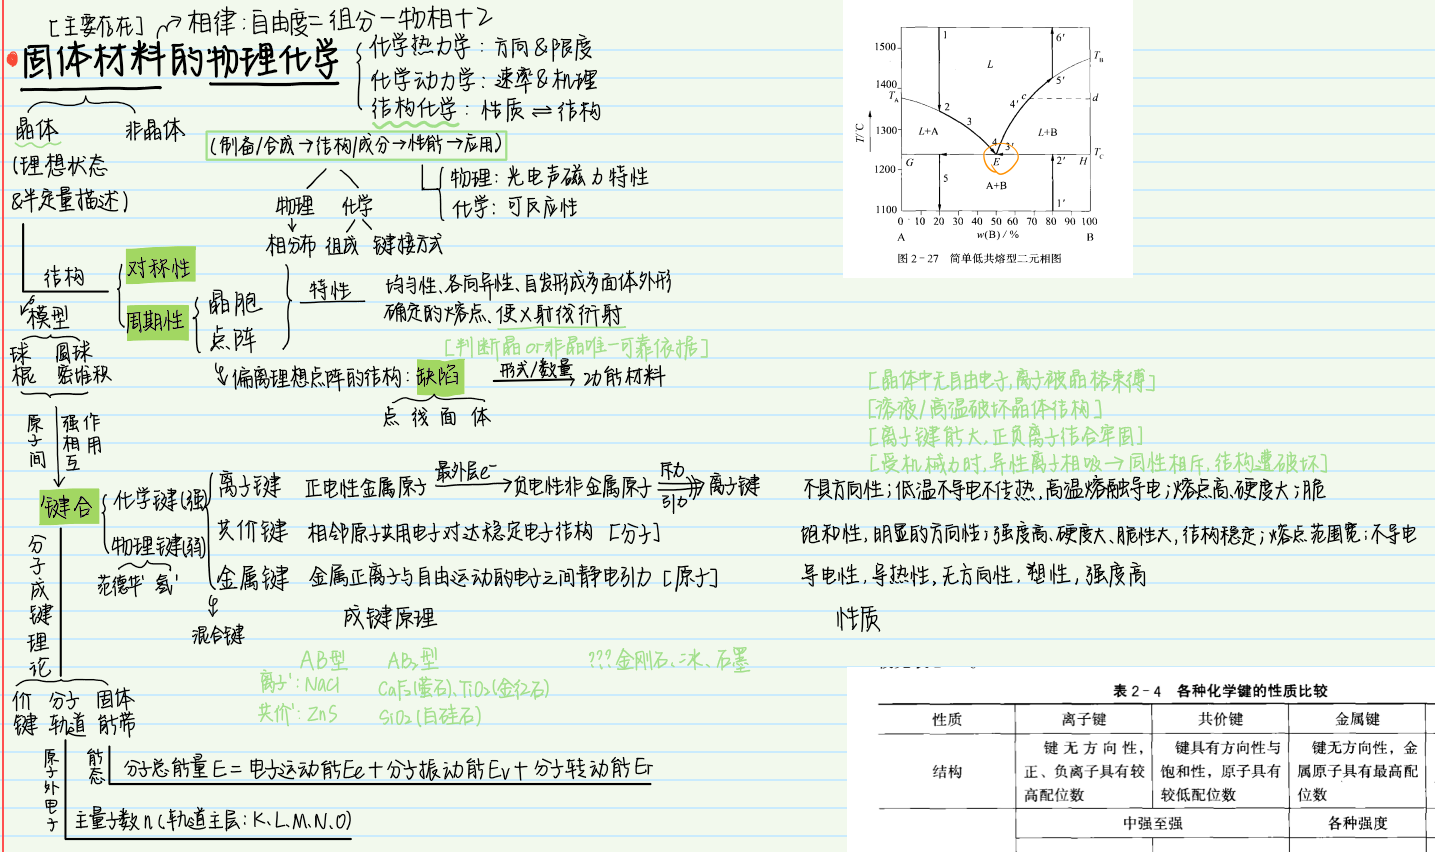 [主要存在] 相律:自由度=组分-物相+2
固体材料的物理化学
化学热力学:方向&限度
化学动力学:速率&机理
结构化学:性质⇌结构
晶体 非晶体
(制备/合成→结构/成分→性能→应用)
(理想状态
&半定量描述)
物理:光电声磁力特性
化学:可反应性
物理 化学
相分布 组成 键接方式
结构
对称性
周期性
晶胞
点阵
特性
均匀性、各向异性、自发形成多面体外形
确定的熔点、使X射线衍射
[判断晶or非晶唯一可靠依据]
模型
球棍 圆球密堆积
偏离理想点阵的结构:缺陷 形式/数量 功能材料
点 线 面 体
原子间 强相互作用
[晶体中无自由电子,离子被晶格束缚]
[溶液/高温破坏晶体结构]
[离子键能大,正负离子结合牢固]
[受机械力时,异性离子相吸→同性相斥,结构遭破坏]
键合
化学键(强)
物理键(弱)
范德华' 氢'
离子键 正电性金属原子 最外层e⁻ 负电性非金属原子 斥力 引力 离子键
不具方向性;低温不导电不传热,高温熔融导电;熔点高、硬度大;脆
共价键 相邻原子共用电子对达稳定电子结构 [分子]
饱和性,明显的方向性;强度高、硬度大、脆性大,结构稳定;熔点范围宽;不导电
金属键 金属正离子与自由运动的电子之间静电引力 [原子]
导电性,导热性,无方向性,塑性,强度高
混合键
成键原理
性质
AB型 AB₂型
离子':NaCl CaF₂(萤石)、TiO₂(金红石)
共价':ZnS SiO₂(白硅石)
???金刚石、冰、石墨
分子成键理论
价键 分子轨道 固体能带
原子外电子
能态
分子总能量E=电子运动能Ee+分子振动能Ev+分子转动能Er
主量子数n(轨道主层:K、L、M、N、O)
1500
1400
1300
1200
1100
T/℃
T_A
T_B
T_C
L
L+A
L+B
A+B
G
E
H
c
d
1
2
3
4
5
1′
2′
3′
4′
5′
6′
0 10 20 30 40 50 60 70 80 90 100
A w(B) / % B
图 2-27 简单低共熔型二元相图
表 2-4 各种化学键的性质比较
性质 离子键 共价键 金属键
结构
键无方向性,
正、负离子具有较
高配位数
键具有方向性与
饱和性,原子具有
较低配位数
键无方向性,金
属原子具有最高配
位数
中强至强 各种强度